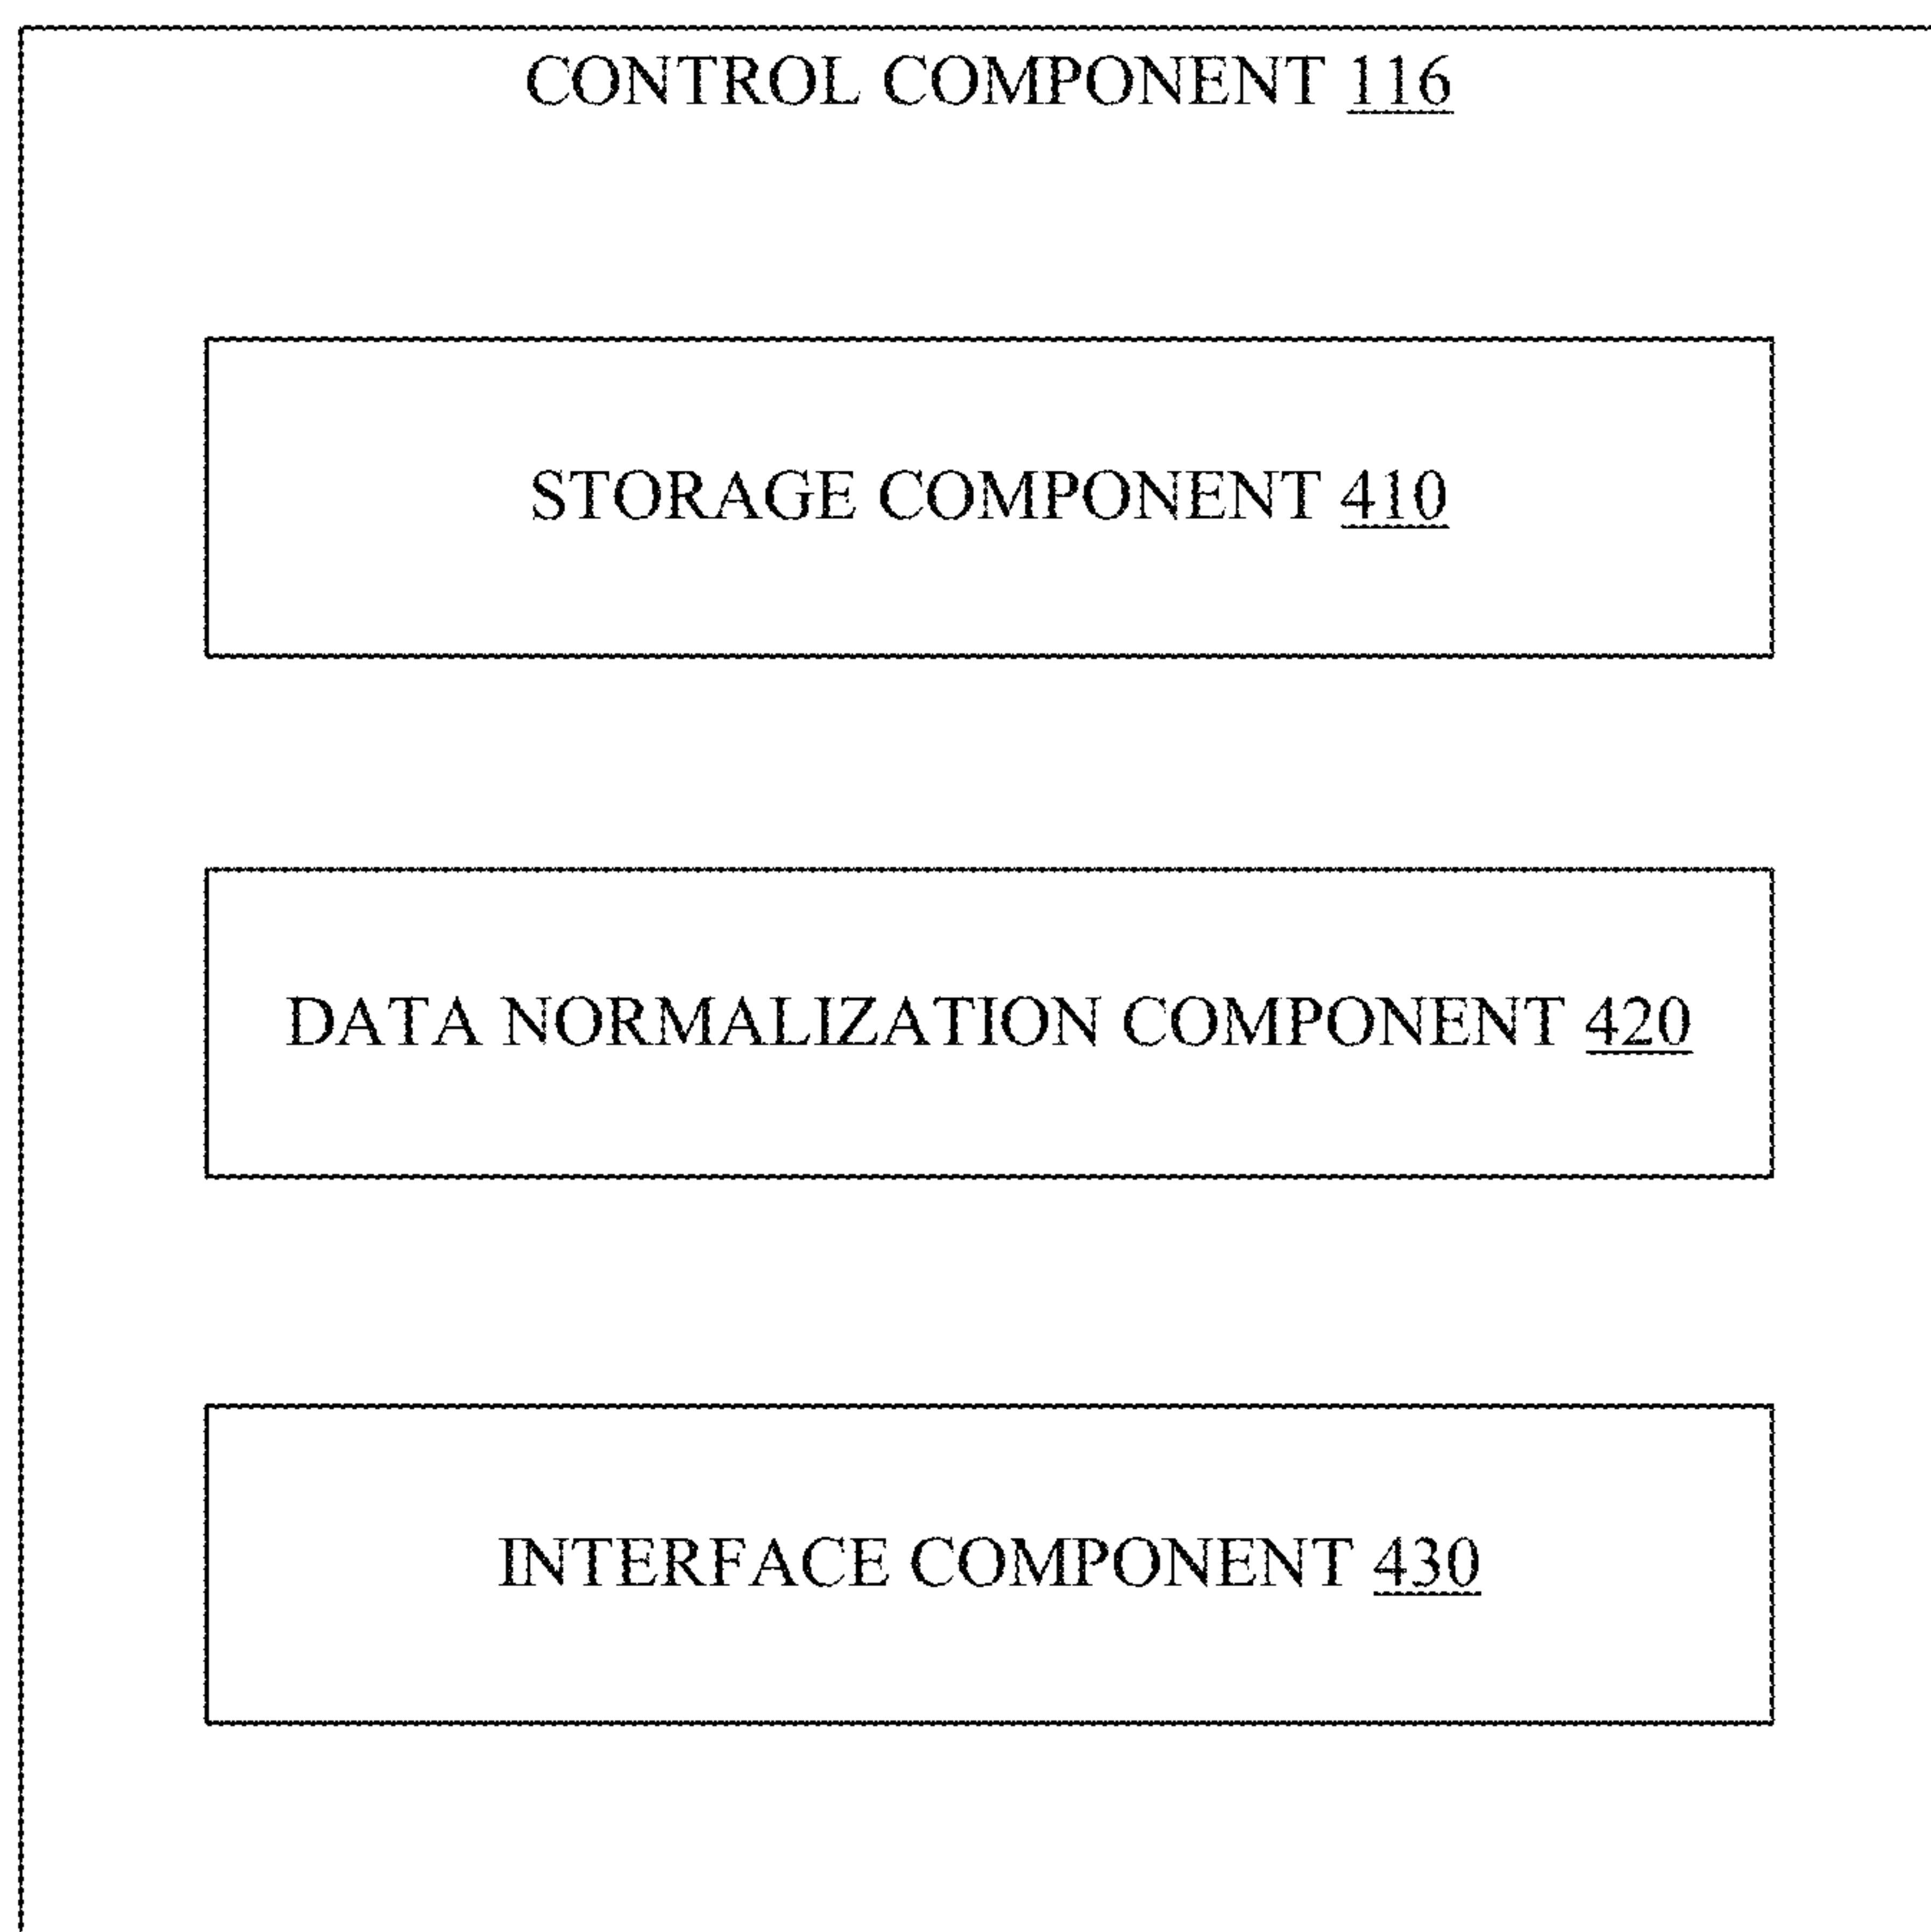 CONTROL COMPONENT 116
STORAGE COMPONENT 410
DATA NORMALIZATION COMPONENT 420
INTERFACE COMPONENT 430